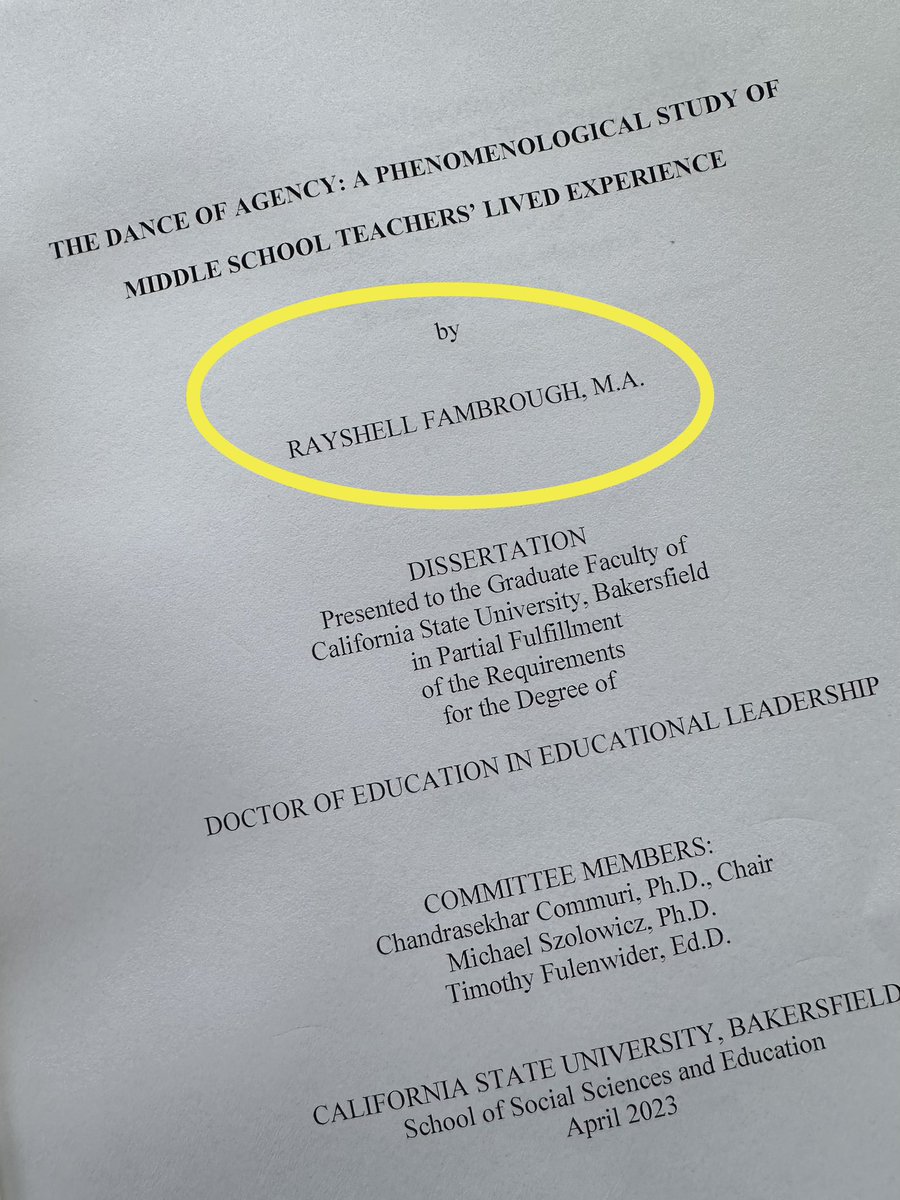 THE DANCE OF AGENCY: A PHENOMENOLOGICAL STUDY OF
MIDDLE SCHOOL TEACHERS’ LIVED EXPERIENCE
by
RAYSHELL FAMBROUGH, M.A.
DISSERTATION
Presented to the Graduate Faculty of
California State University, Bakersfield
in Partial Fulfillment
of the Requirements
for the Degree of
DOCTOR OF EDUCATION IN EDUCATIONAL LEADERSHIP
COMMITTEE MEMBERS:
Chandrasekhar Commuri, Ph.D., Chair
Michael Szolowicz, Ph.D.
Timothy Fulenwider, Ed.D.
CALIFORNIA STATE UNIVERSITY, BAKERSFIELD
School of Social Sciences and Education
April 2023